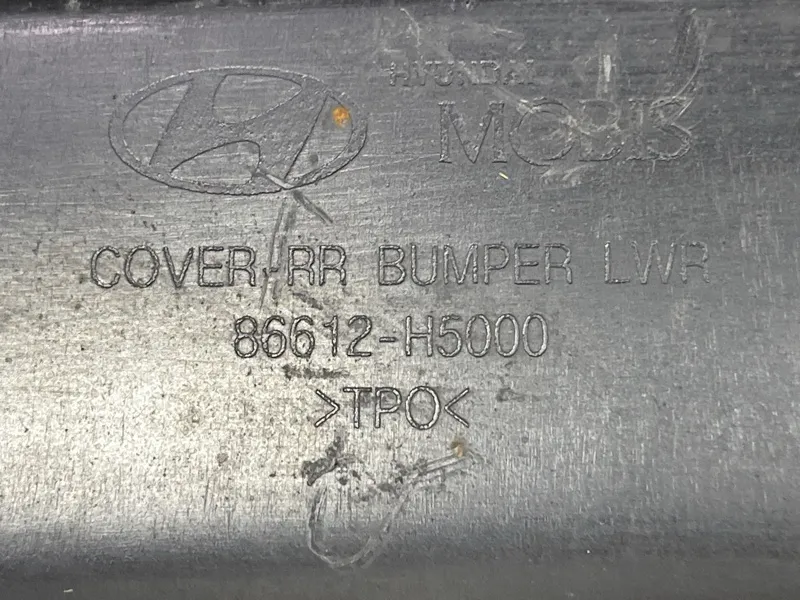 HYUNDAI
MOBIS
COVER-RR BUMPER LWR
86612-H5000
>TPO<